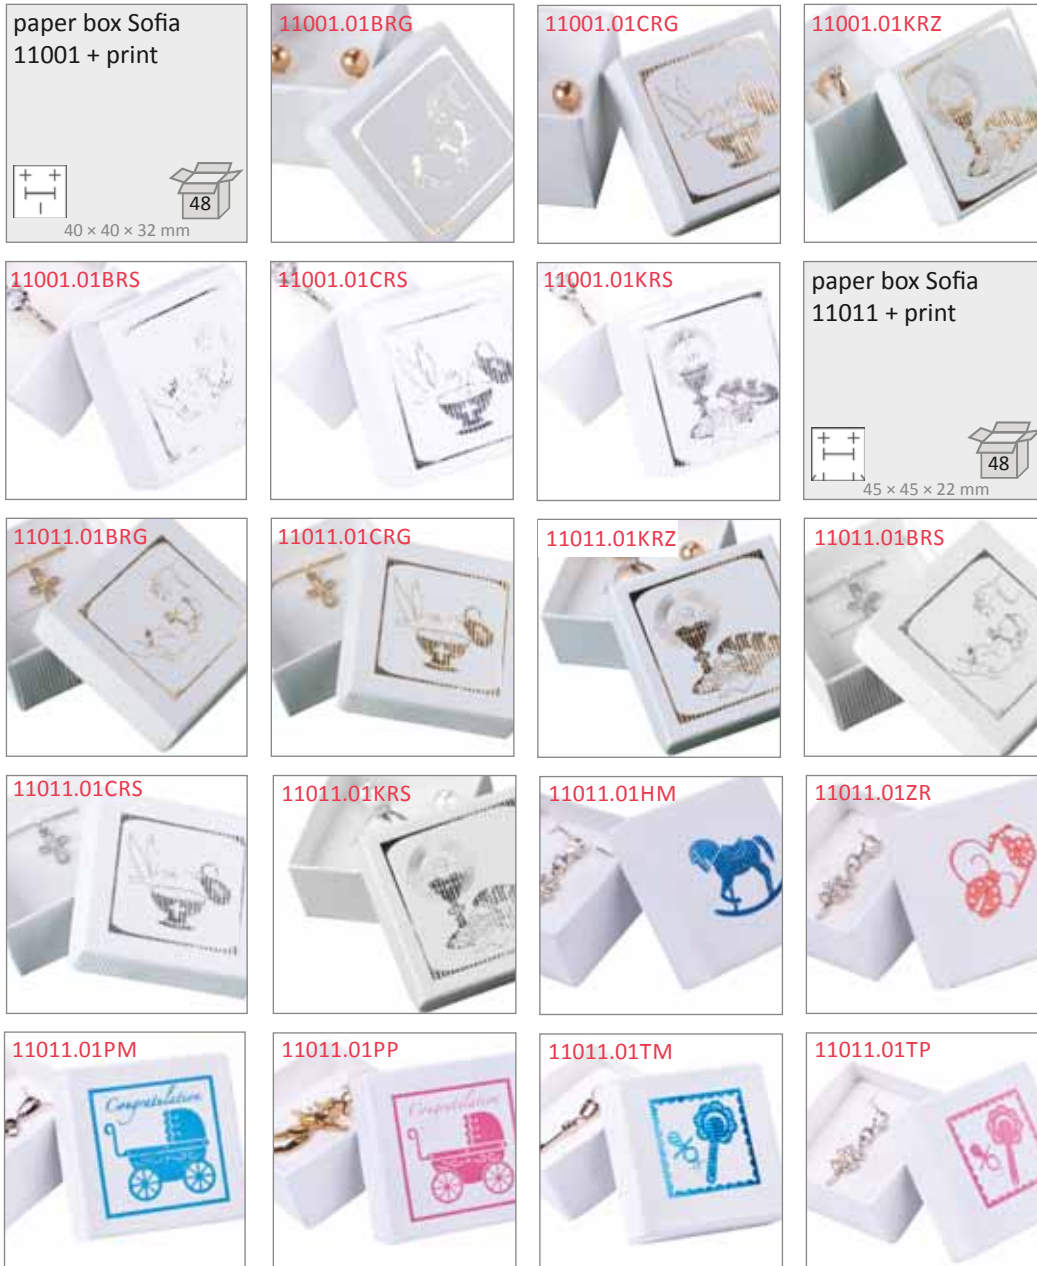 paper box Sofia
11001 + print
48
40 × 40 × 32 mm
11001.01BRG
11001.01CRG
11001.01KRZ
11001.01BRS
11001.01CRS
11001.01KRS
paper box Sofia
11011 + print
48
45 × 45 × 22 mm
11011.01BRG
11011.01CRG
11011.01KRZ
11011.01BRS
11011.01CRS
11011.01KRS
11011.01HM
11011.01ZR
11011.01PM
Congratulation
11011.01PP
Congratulation
11011.01TM
11011.01TP